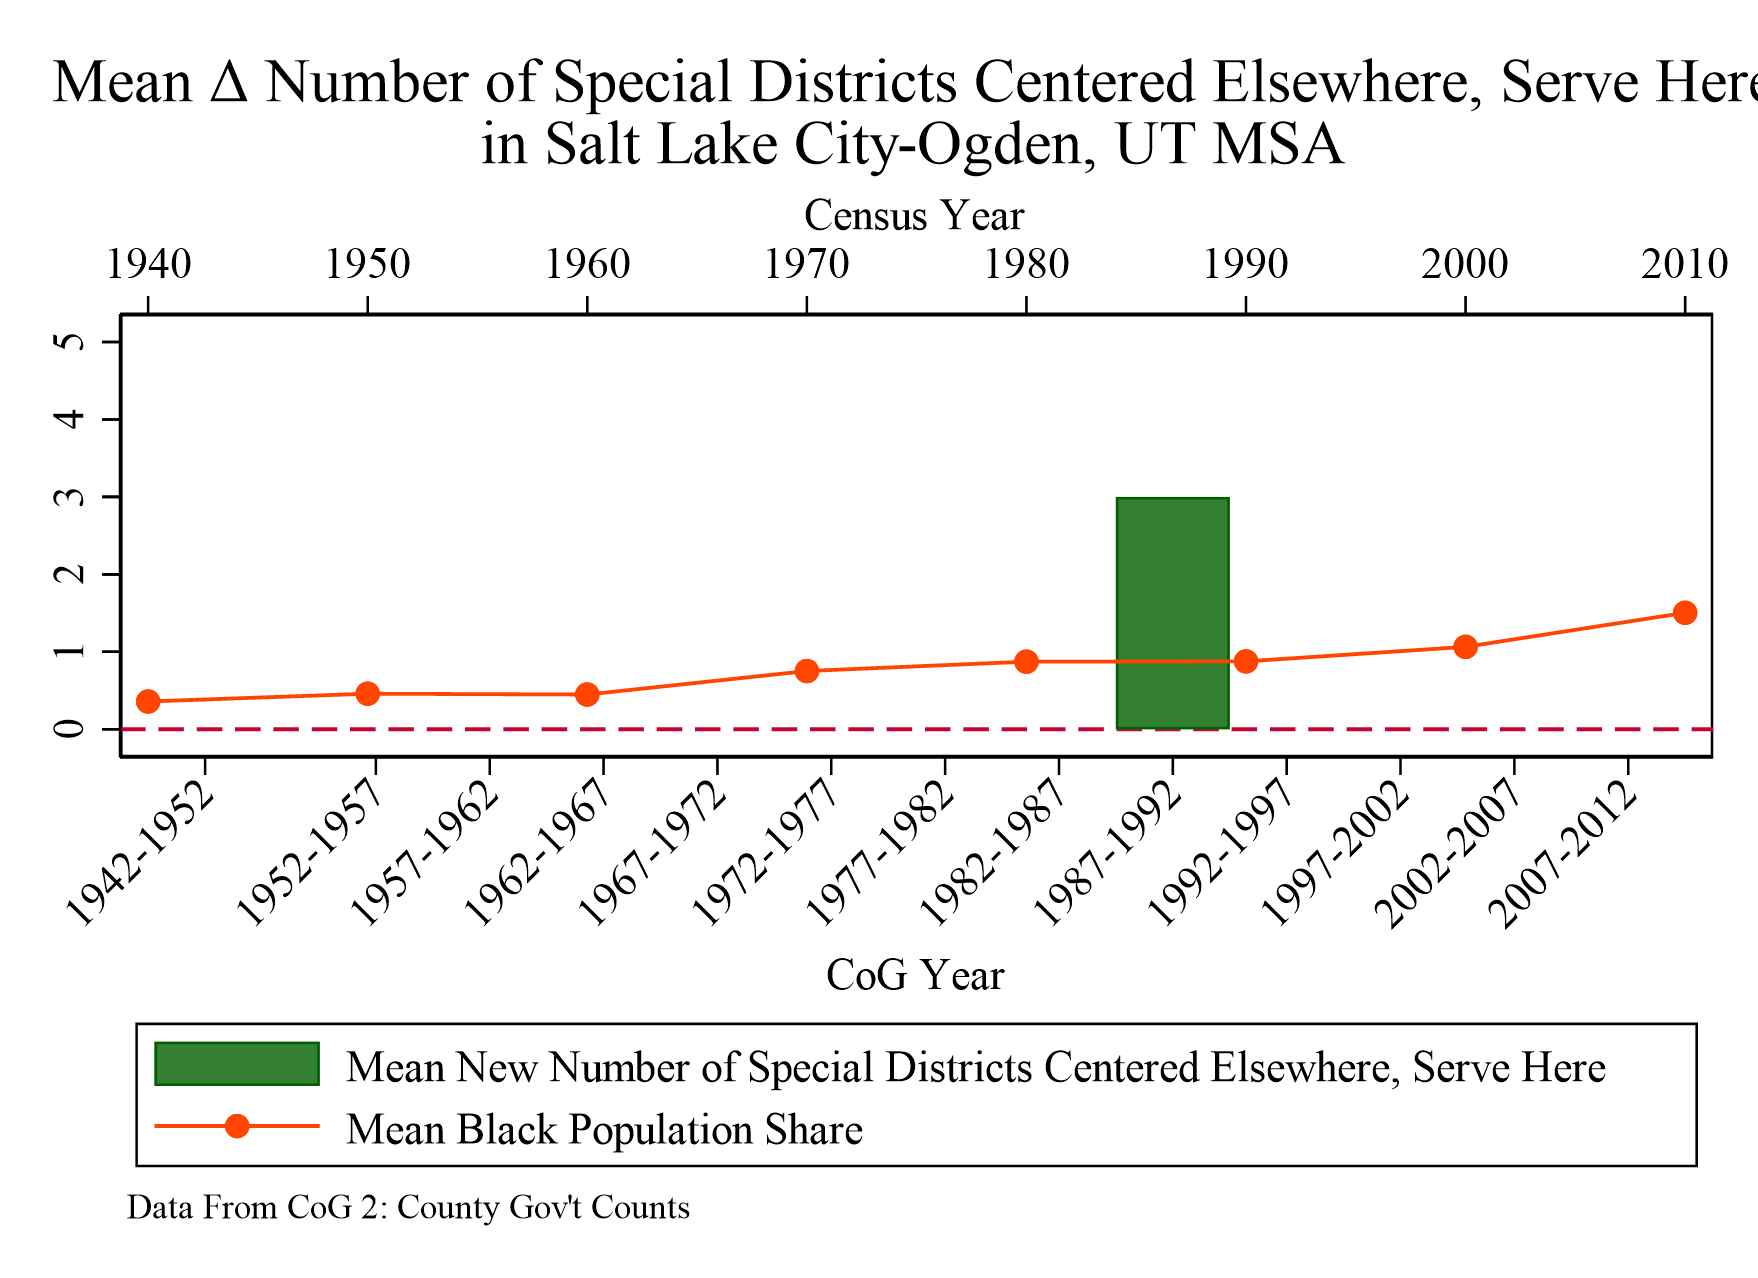 Mean Δ Number of Special Districts Centered Elsewhere, Serve Here
in Salt Lake City-Ogden, UT MSA
Census Year
1940 1950 1960 1970 1980 1990 2000 2010
5
4
3
2
1
0
1942-1952 1952-1957 1957-1962 1962-1967 1967-1972 1972-1977 1977-1982 1982-1987 1987-1992 1992-1997 1997-2002 2002-2007 2007-2012
CoG Year
Mean New Number of Special Districts Centered Elsewhere, Serve Here
Mean Black Population Share
Data From CoG 2: County Gov't Counts